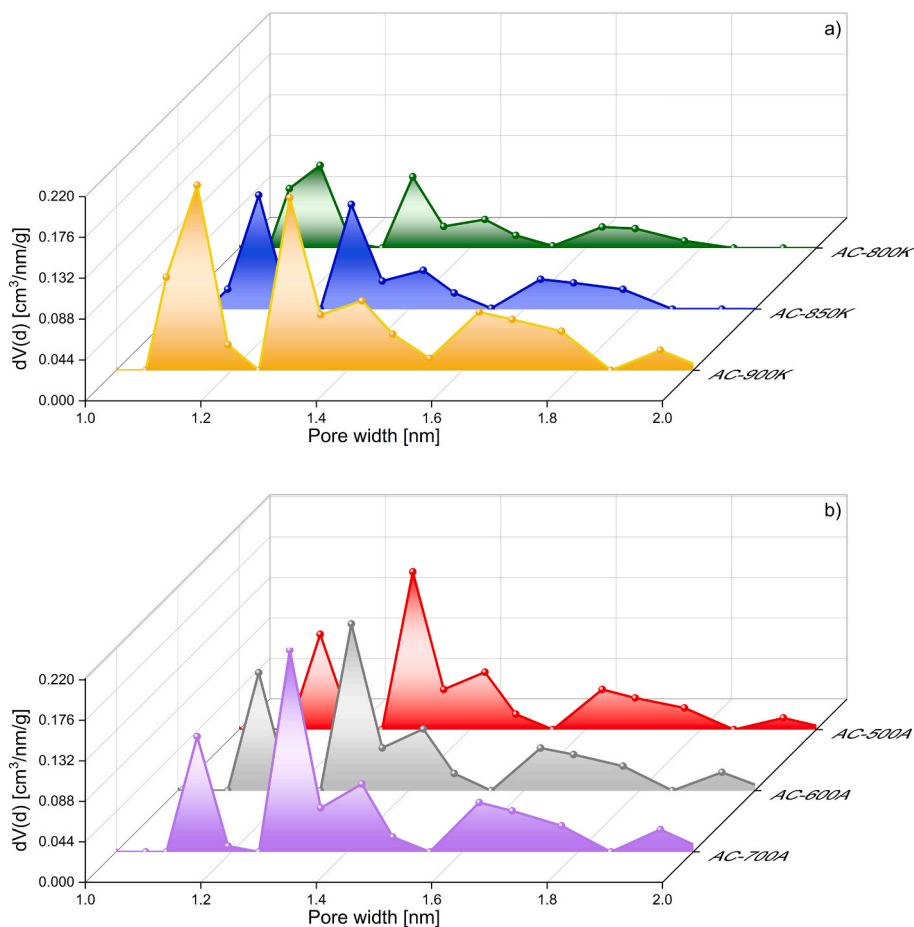 a)
0.220
0.176
0.132
0.088
0.044
0.000
dV(d) [cm³/nm/g]
AC-800K
AC-850K
AC-900K
1.0 1.2 1.4 1.6 1.8 2.0
Pore width [nm]
b)
0.220
0.176
0.132
0.088
0.044
0.000
dV(d) [cm³/nm/g]
AC-500A
AC-600A
AC-700A
1.0 1.2 1.4 1.6 1.8 2.0
Pore width [nm]